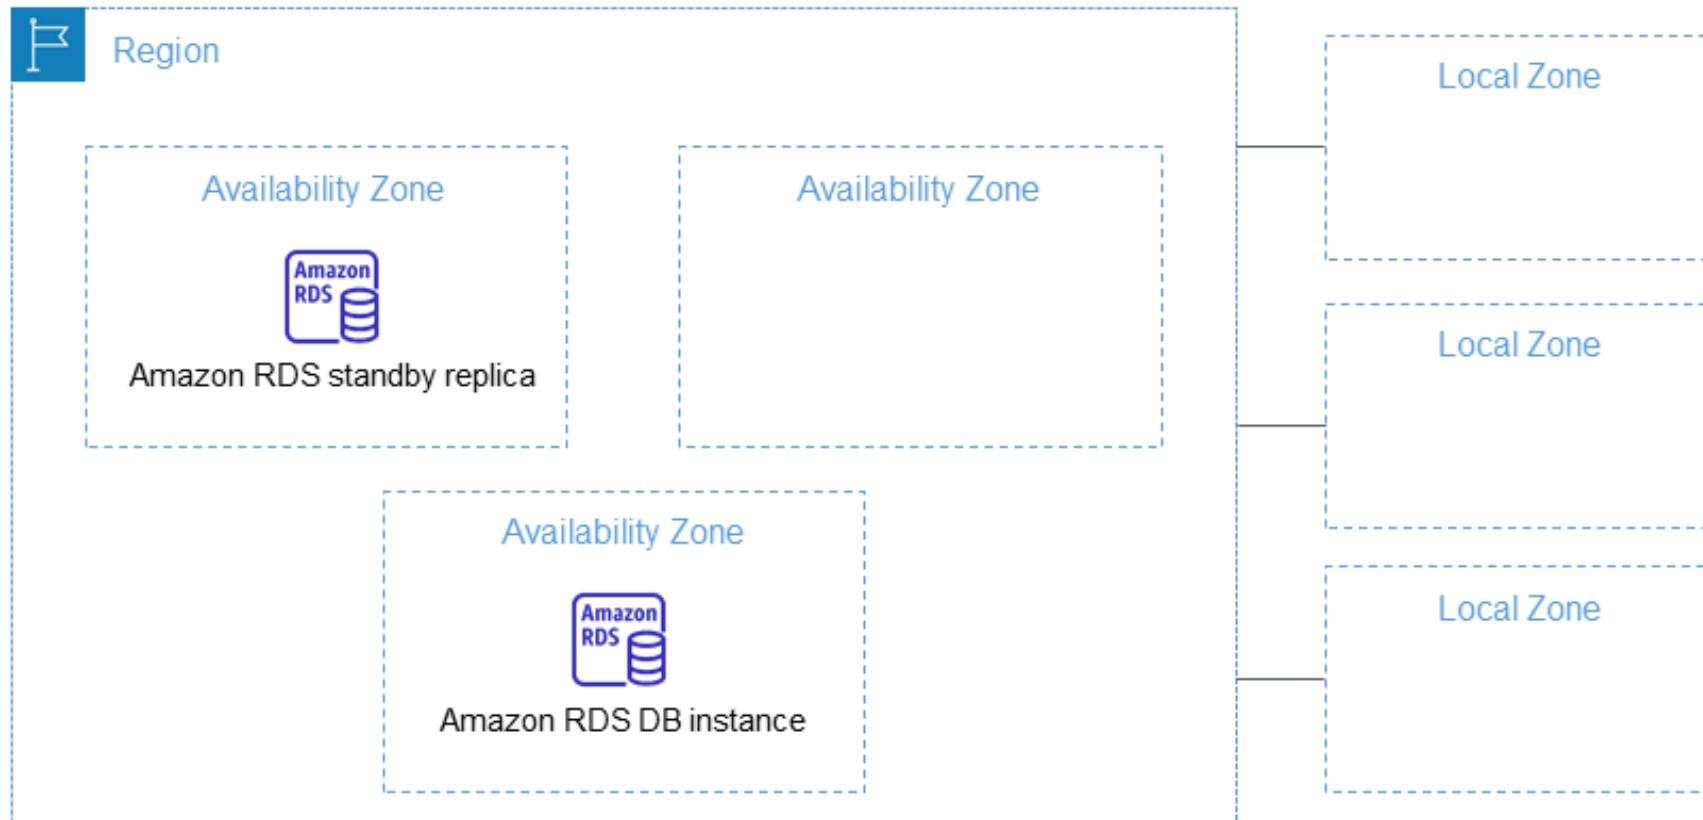 Region
Local Zone
Availability Zone
Availability Zone
Amazon
RDS
Amazon RDS standby replica
Local Zone
Availability Zone
Amazon
RDS
Amazon RDS DB instance
Local Zone